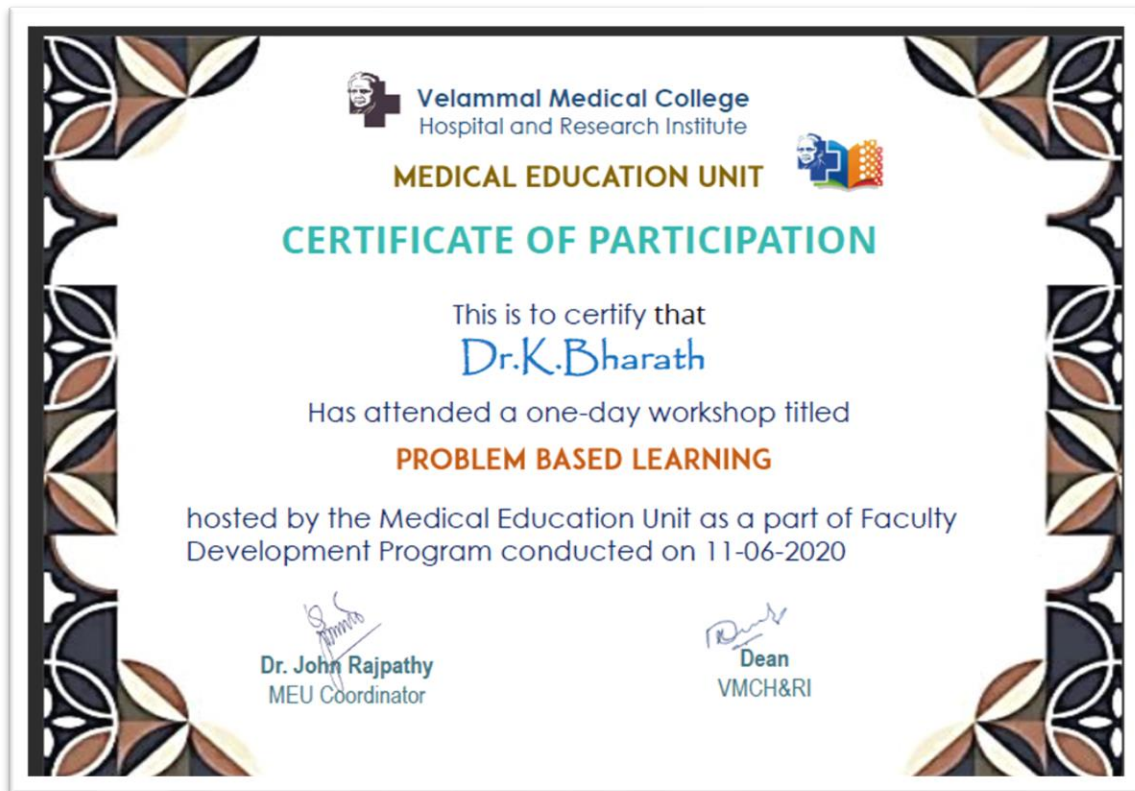 Velammal Medical College
Hospital and Research Institute
MEDICAL EDUCATION UNIT
CERTIFICATE OF PARTICIPATION
This is to certify that
Dr.K.Bharath
Has attended a one-day workshop titled
PROBLEM BASED LEARNING
hosted by the Medical Education Unit as a part of Faculty
Development Program conducted on 11-06-2020
Dr. John Rajpathy
MEU Coordinator
Dean
VMCH&RI